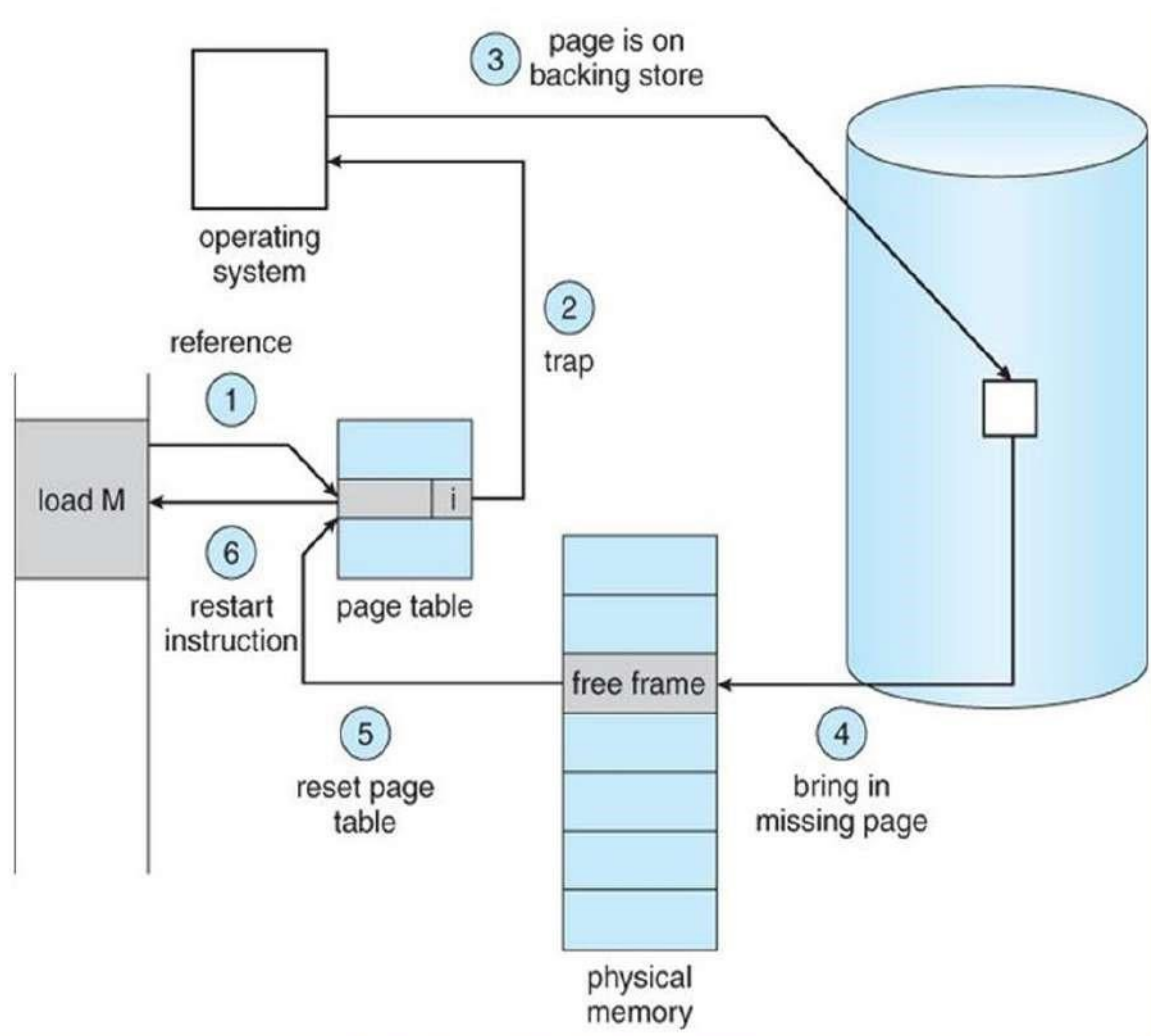 3
page is on
backing store
operating
system
2
trap
reference
1
load M
i
6
restart
instruction
page table
free frame
5
reset page
table
4
bring in
missing page
physical
memory